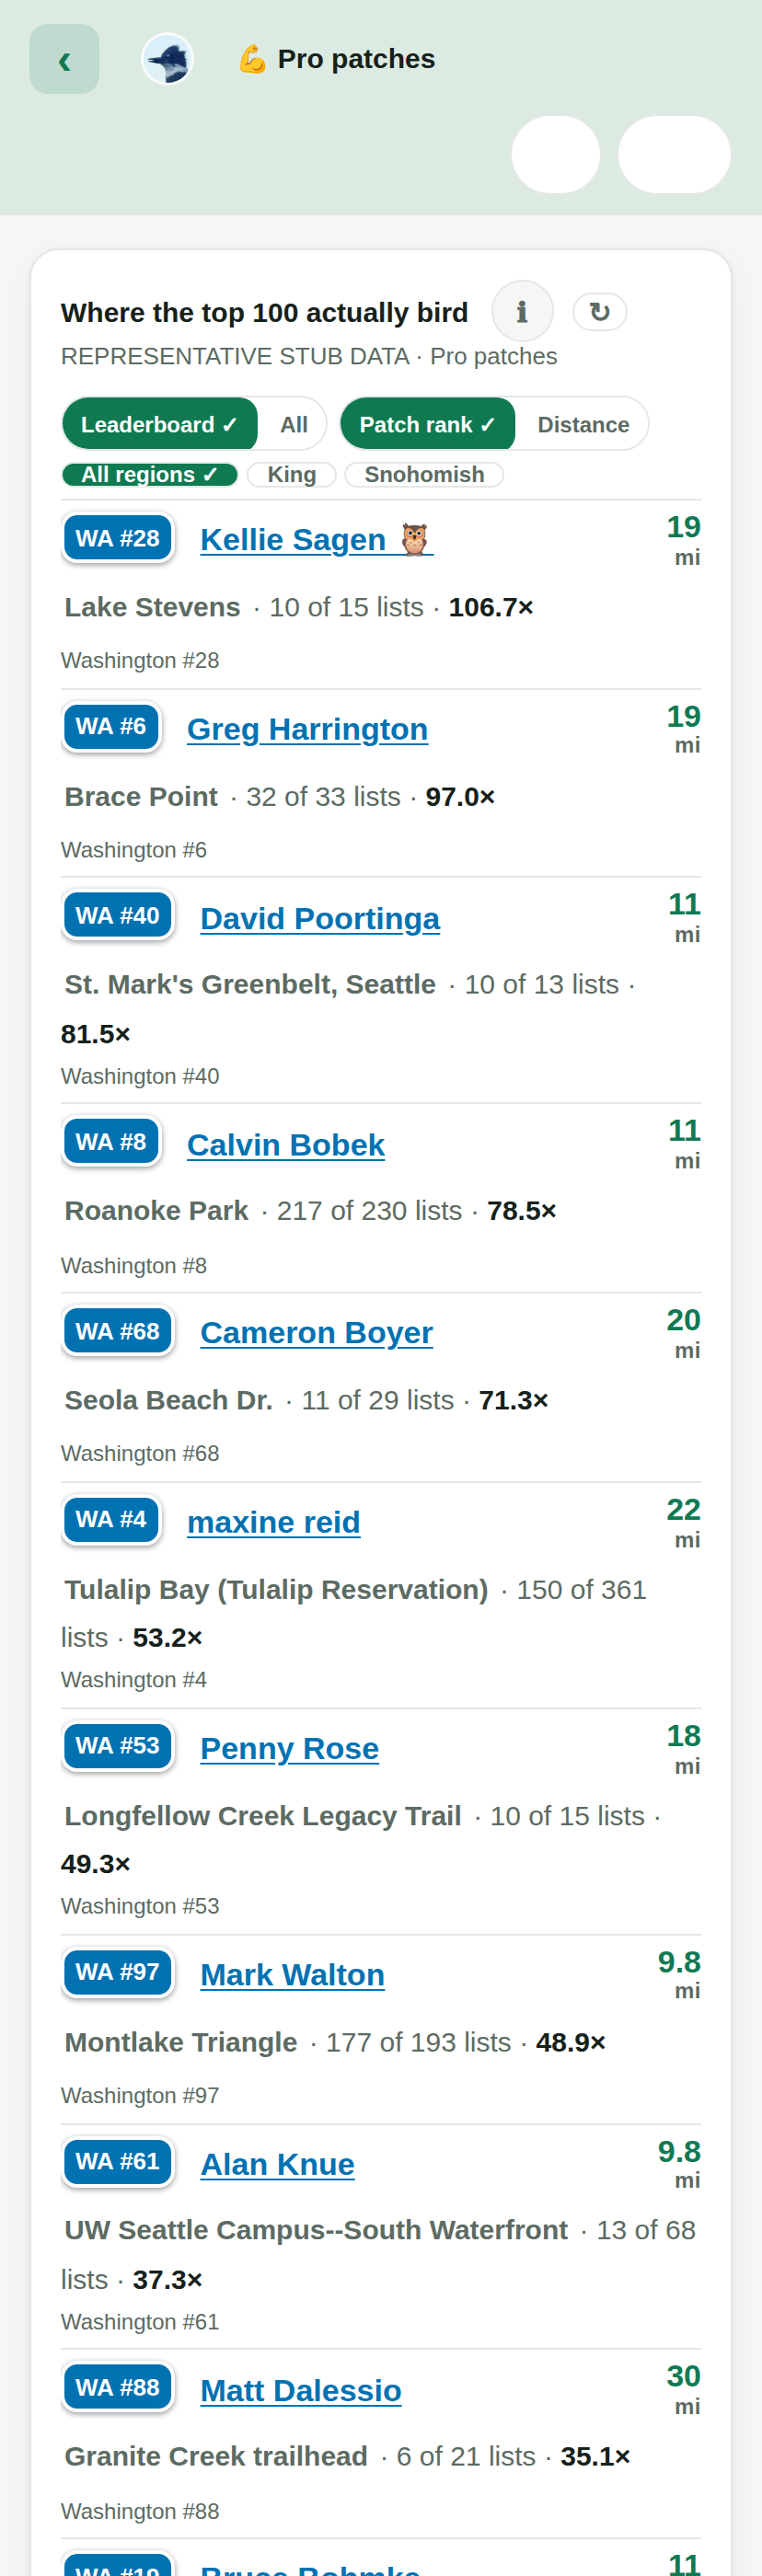 ‹ 💪 Pro patches
Where the top 100 actually bird ℹ ↻
REPRESENTATIVE STUB DATA · Pro patches
Leaderboard ✓ All Patch rank ✓ Distance
All regions ✓ King Snohomish
WA #28 Kellie Sagen 🦉 19
mi
Lake Stevens · 10 of 15 lists · 106.7×
Washington #28
WA #6 Greg Harrington 19
mi
Brace Point · 32 of 33 lists · 97.0×
Washington #6
WA #40 David Poortinga 11
mi
St. Mark's Greenbelt, Seattle · 10 of 13 lists ·
81.5×
Washington #40
WA #8 Calvin Bobek 11
mi
Roanoke Park · 217 of 230 lists · 78.5×
Washington #8
WA #68 Cameron Boyer 20
mi
Seola Beach Dr. · 11 of 29 lists · 71.3×
Washington #68
WA #4 maxine reid 22
mi
Tulalip Bay (Tulalip Reservation) · 150 of 361
lists · 53.2×
Washington #4
WA #53 Penny Rose 18
mi
Longfellow Creek Legacy Trail · 10 of 15 lists ·
49.3×
Washington #53
WA #97 Mark Walton 9.8
mi
Montlake Triangle · 177 of 193 lists · 48.9×
Washington #97
WA #61 Alan Knue 9.8
mi
UW Seattle Campus--South Waterfront · 13 of 68
lists · 37.3×
Washington #61
WA #88 Matt Dalessio 30
mi
Granite Creek trailhead · 6 of 21 lists · 35.1×
Washington #88
WA #19 Bruce Bohmke 11